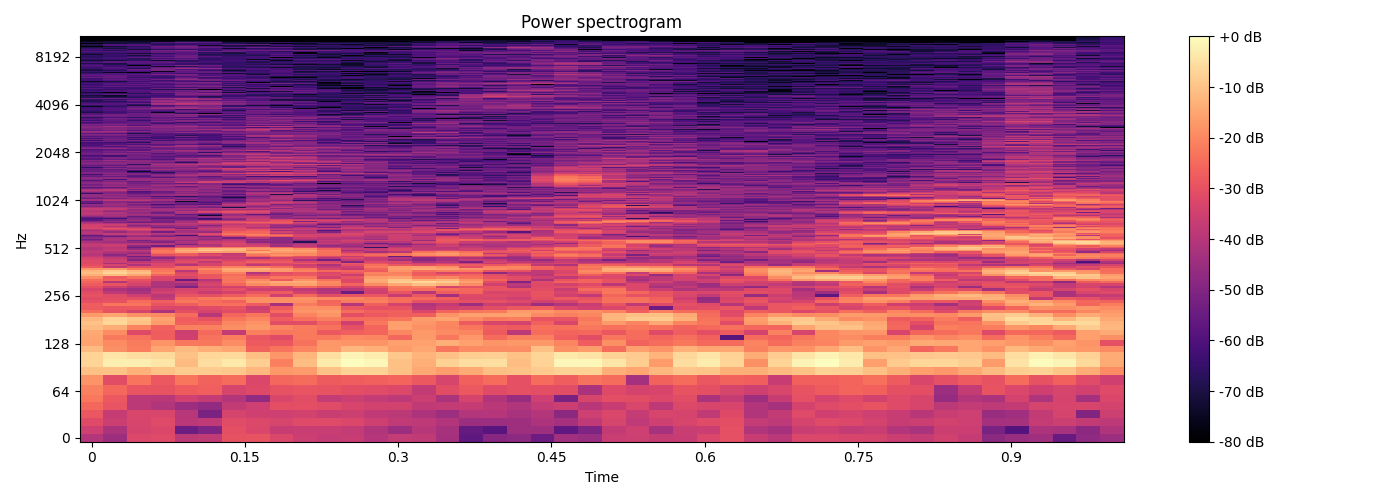 Power spectrogram
8192
4096
2048
1024
512
256
128
64
0
Hz
0 0.15 0.3 0.45 0.6 0.75 0.9
Time
+0 dB
-10 dB
-20 dB
-30 dB
-40 dB
-50 dB
-60 dB
-70 dB
-80 dB